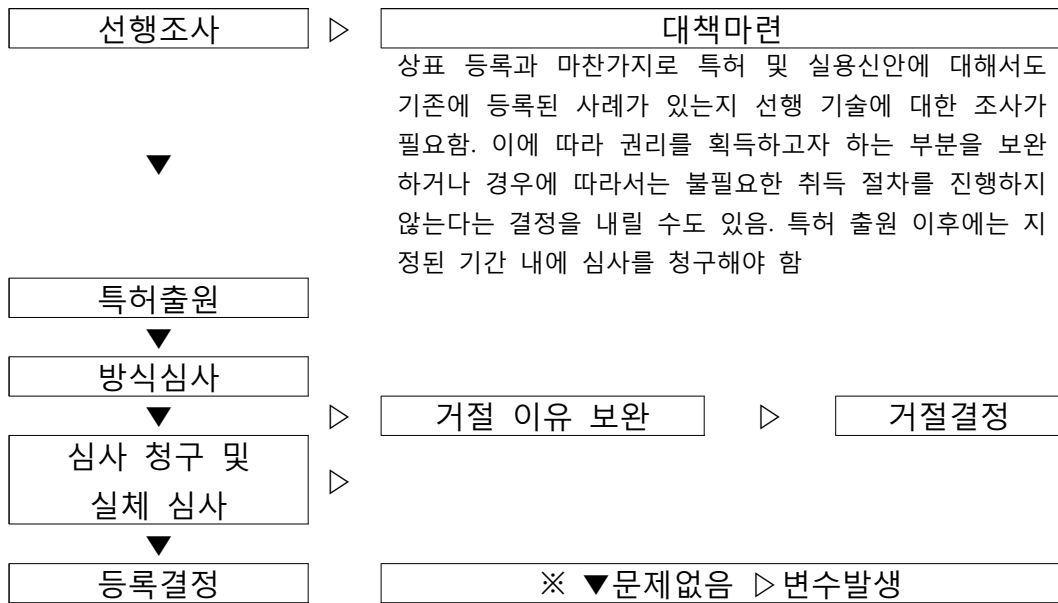 선행조사 ▷ 대책마련
상표 등록과 마찬가지로 특허 및 실용신안에 대해서도
기존에 등록된 사례가 있는지 선행 기술에 대한 조사가
필요함. 이에 따라 권리를 획득하고자 하는 부분을 보완
하거나 경우에 따라서는 불필요한 취득 절차를 진행하지
않는다는 결정을 내릴 수도 있음. 특허 출원 이후에는 지
정된 기간 내에 심사를 청구해야 함
▼
특허출원
▼
방식심사
▼ ▷ 거절 이유 보완 ▷ 거절결정
심사 청구 및
실체 심사
▷
▼
등록결정
※ ▼문제없음 ▷변수발생